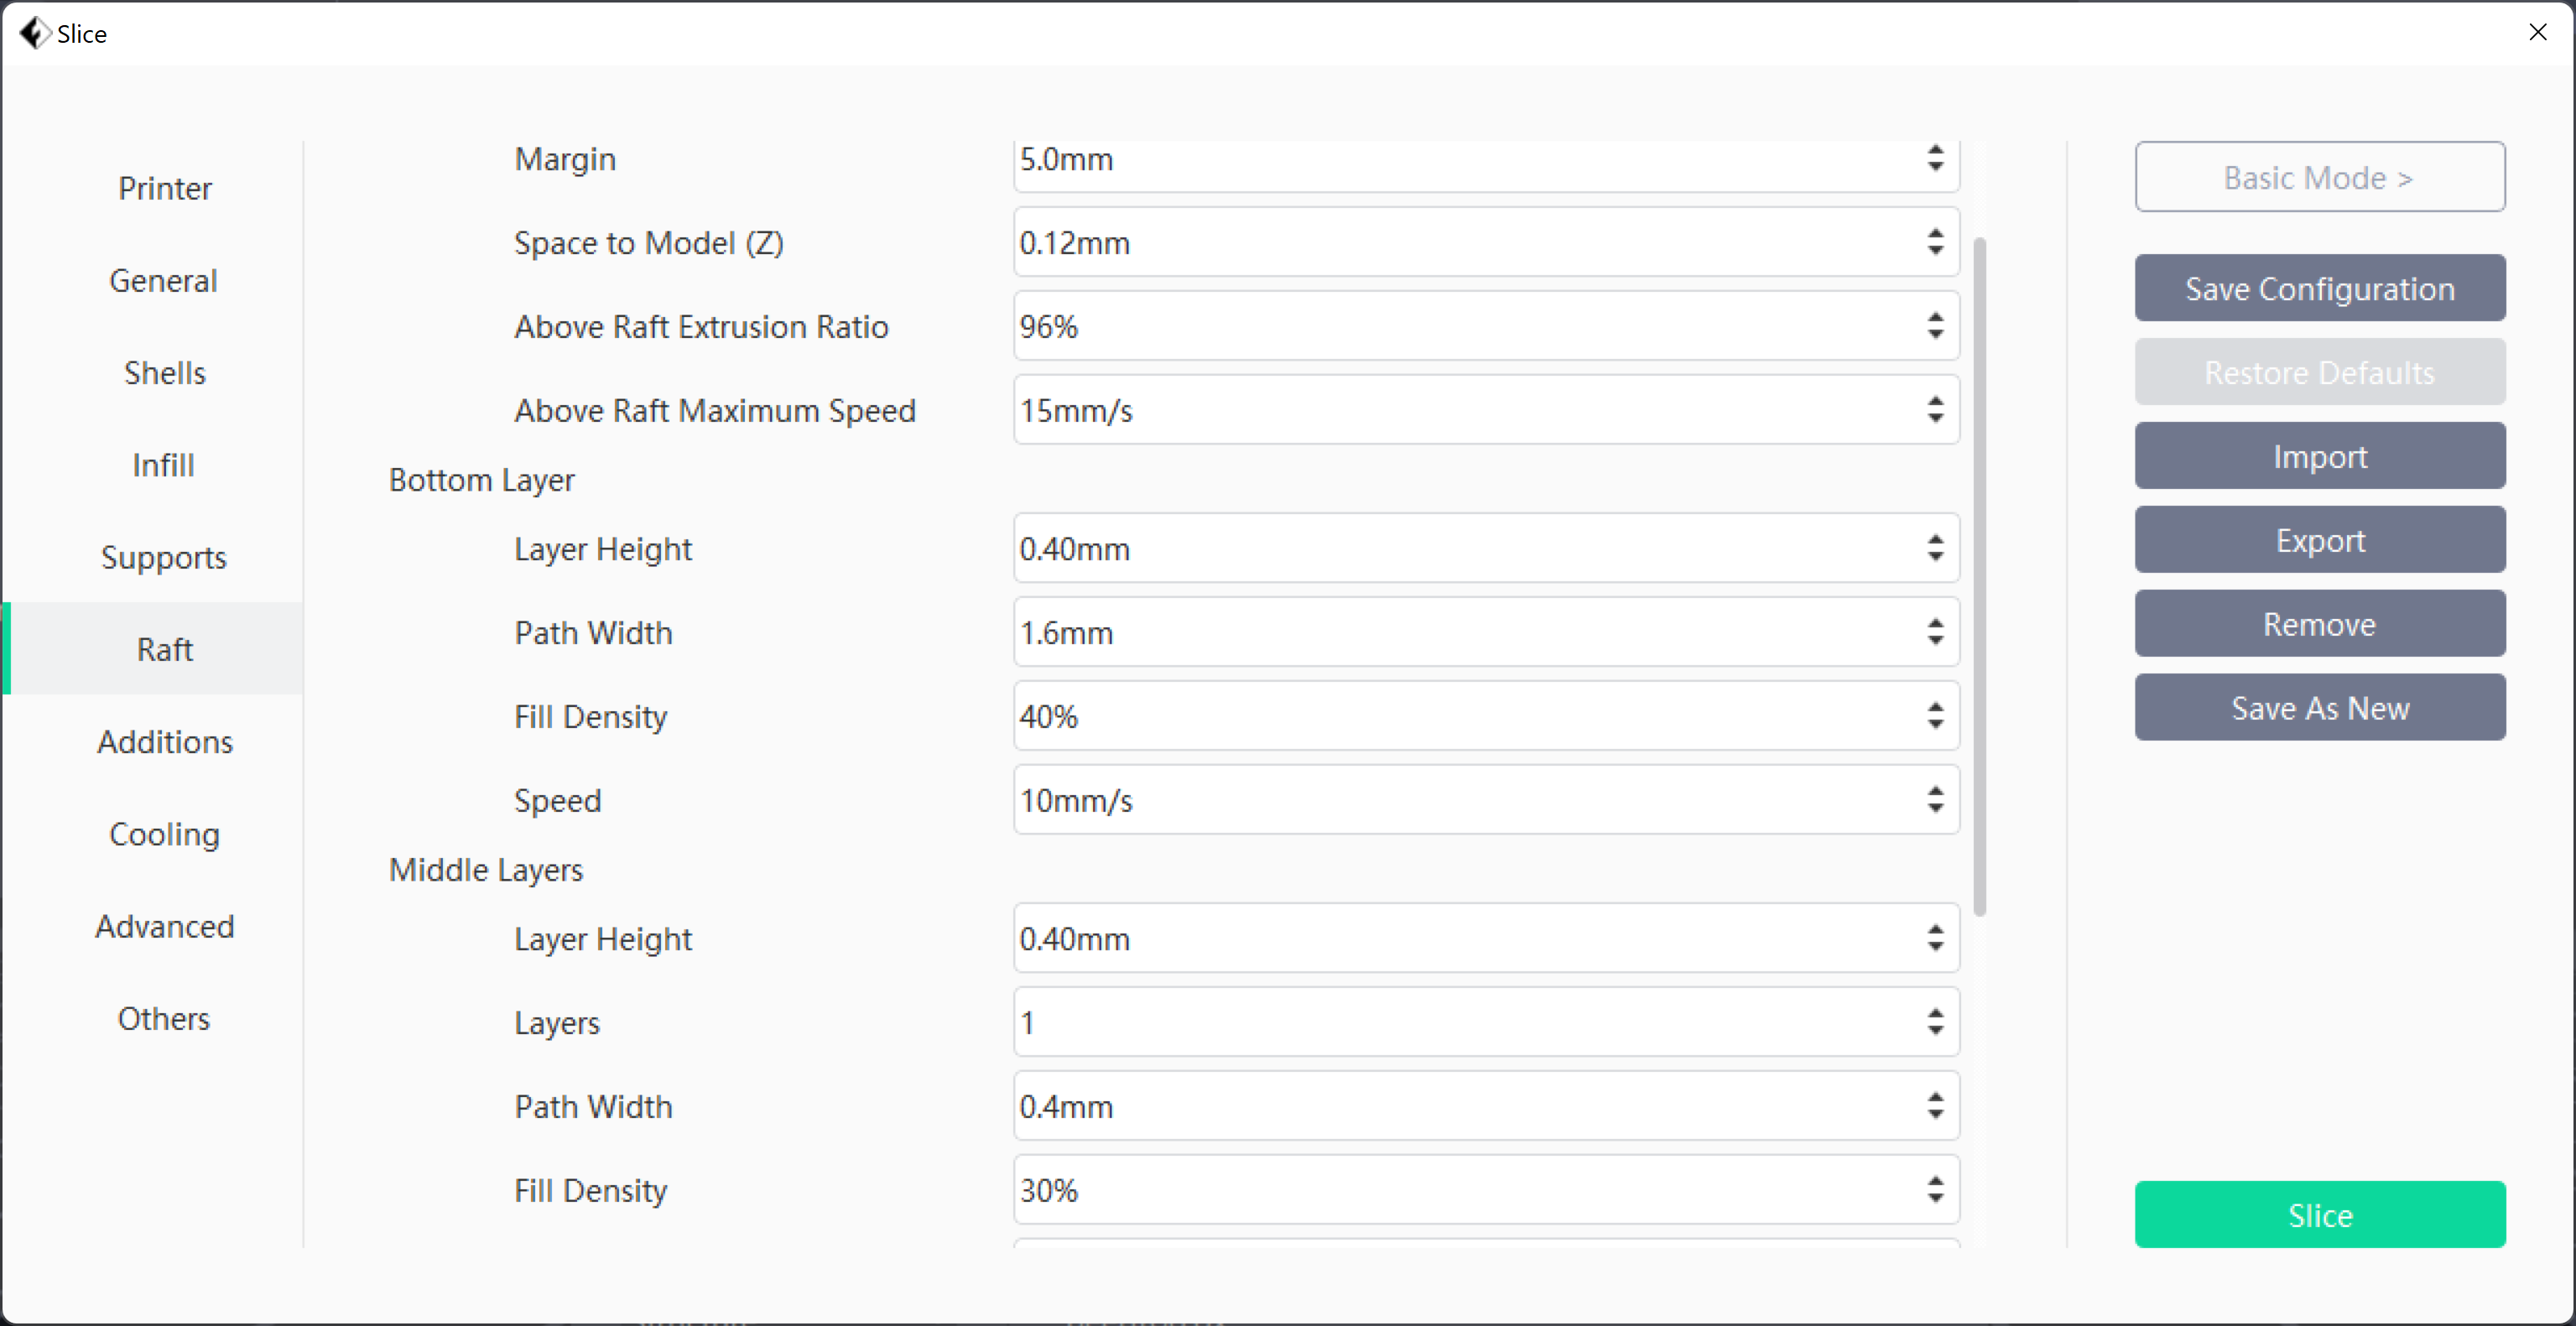 Slice
Printer
General
Shells
Infill
Supports
Raft
Additions
Cooling
Advanced
Others
Margin 5.0mm
Space to Model (Z) 0.12mm
Above Raft Extrusion Ratio 96%
Above Raft Maximum Speed 15mm/s
Bottom Layer
Layer Height 0.40mm
Path Width 1.6mm
Fill Density 40%
Speed 10mm/s
Middle Layers
Layer Height 0.40mm
Layers 1
Path Width 0.4mm
Fill Density 30%
Basic Mode >
Save Configuration
Restore Defaults
Import
Export
Remove
Save As New
Slice